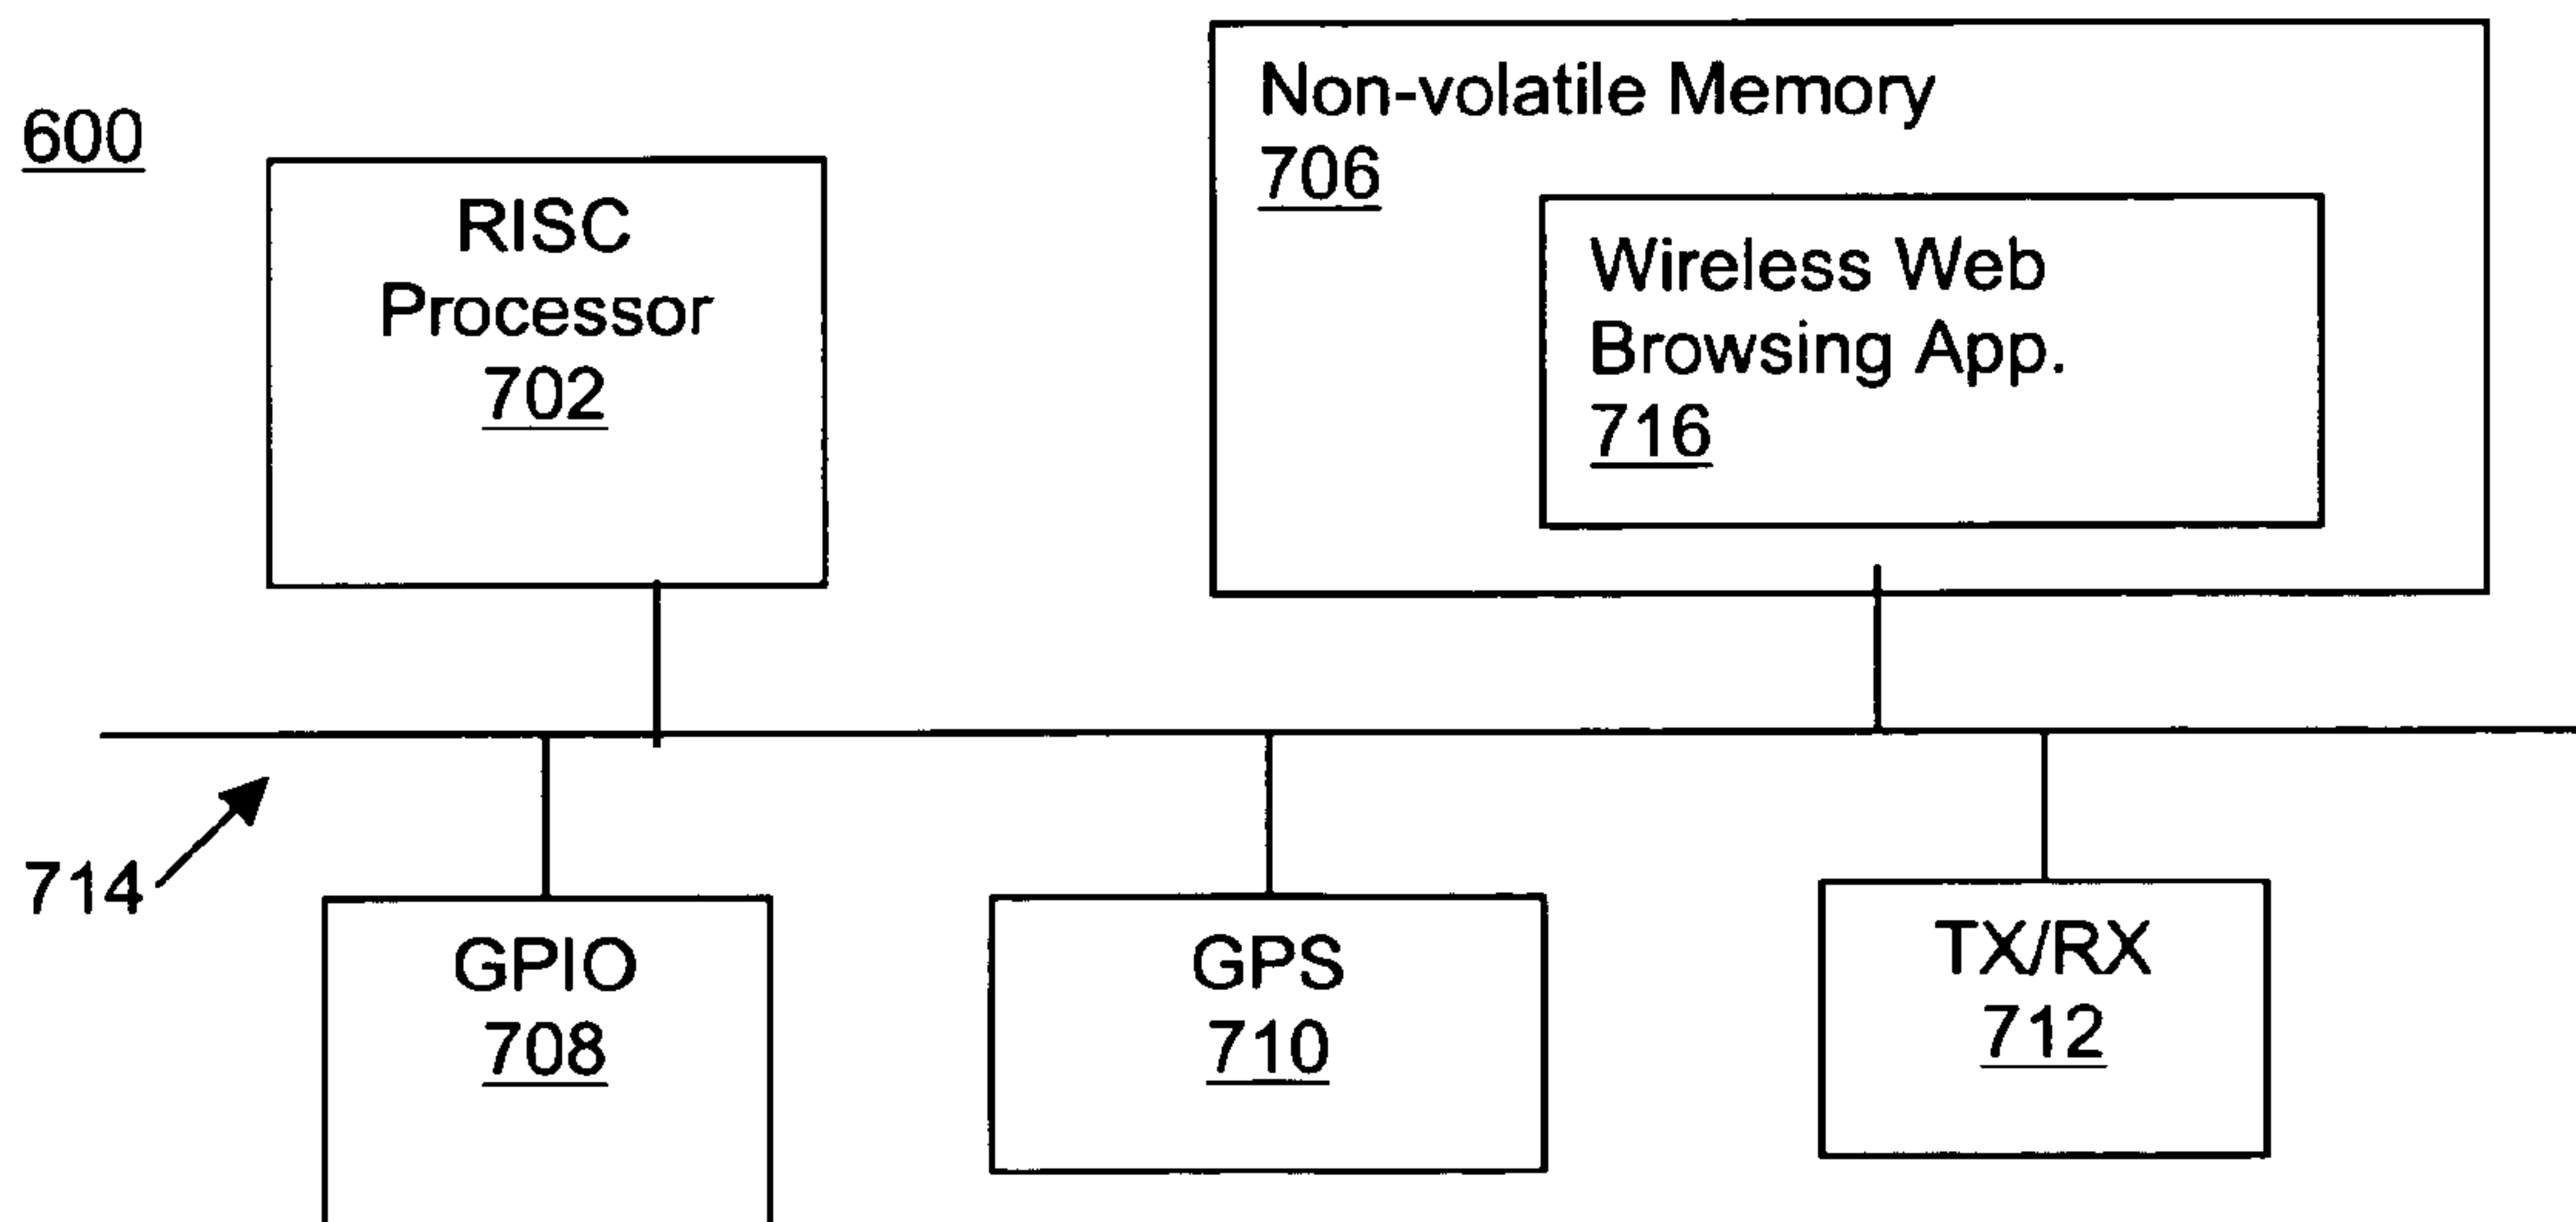 600
RISC
Processor
702
Non-volatile Memory
706
Wireless Web
Browsing App.
716
714
GPIO
708
GPS
710
TX/RX
712